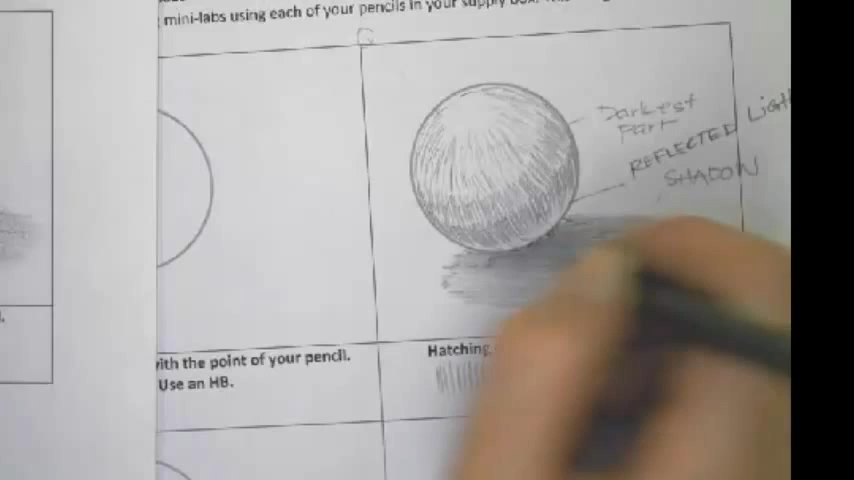 mini-labs using each of your pencils in your supply box.
G
Darkest
Part
REFLECTED LIGH
SHADOW
with the point of your pencil.
Use an HB.
Hatching